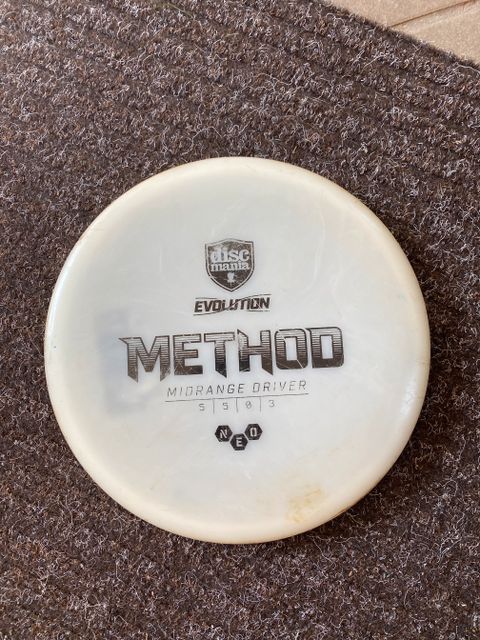 disc
mania
EVOLUTION
METHOD
MIDRANGE DRIVER
5 | 5 | 0 | 3
NEO